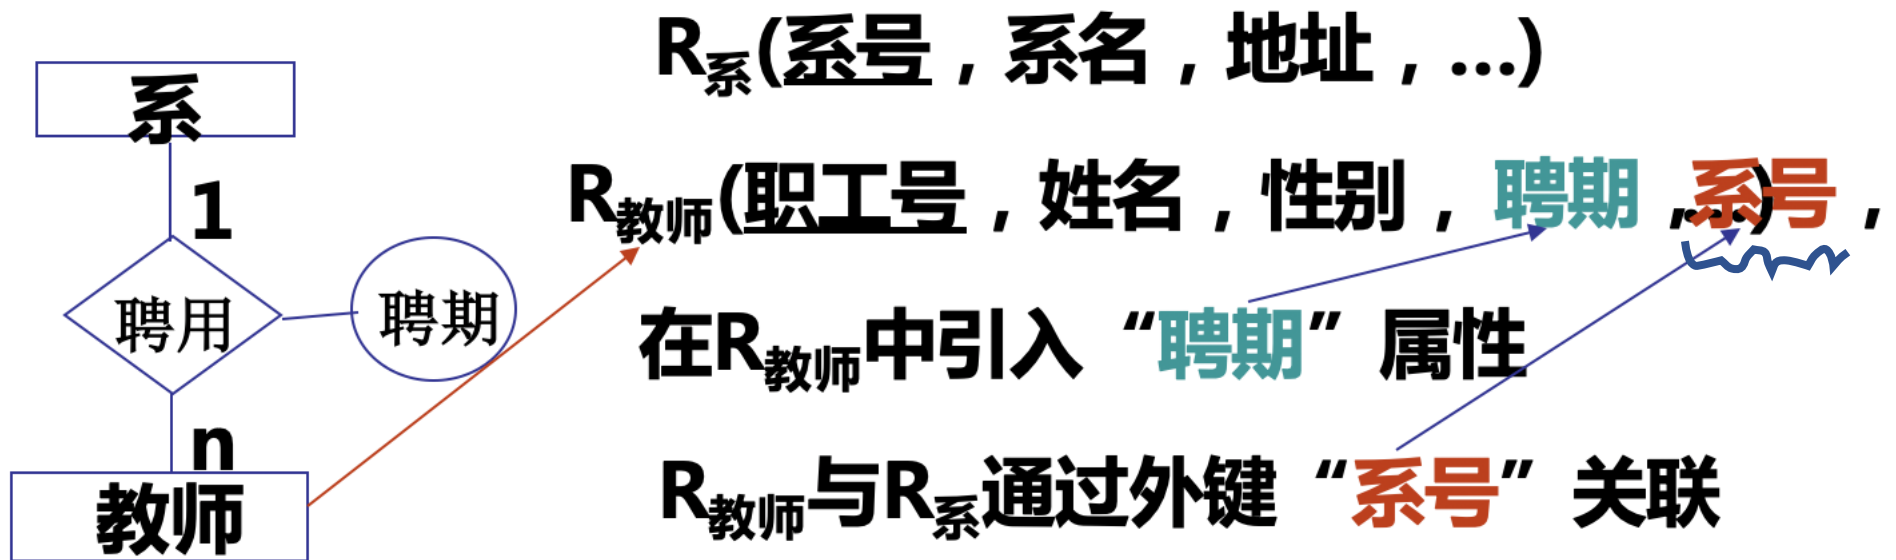 R系(系号，系名，地址，…)
系
1
R教师(职工号，姓名，性别，聘期，系号，…)
聘用
聘期
在R教师中引入“聘期”属性
n
教师
R教师与R系通过外键“系号”关联